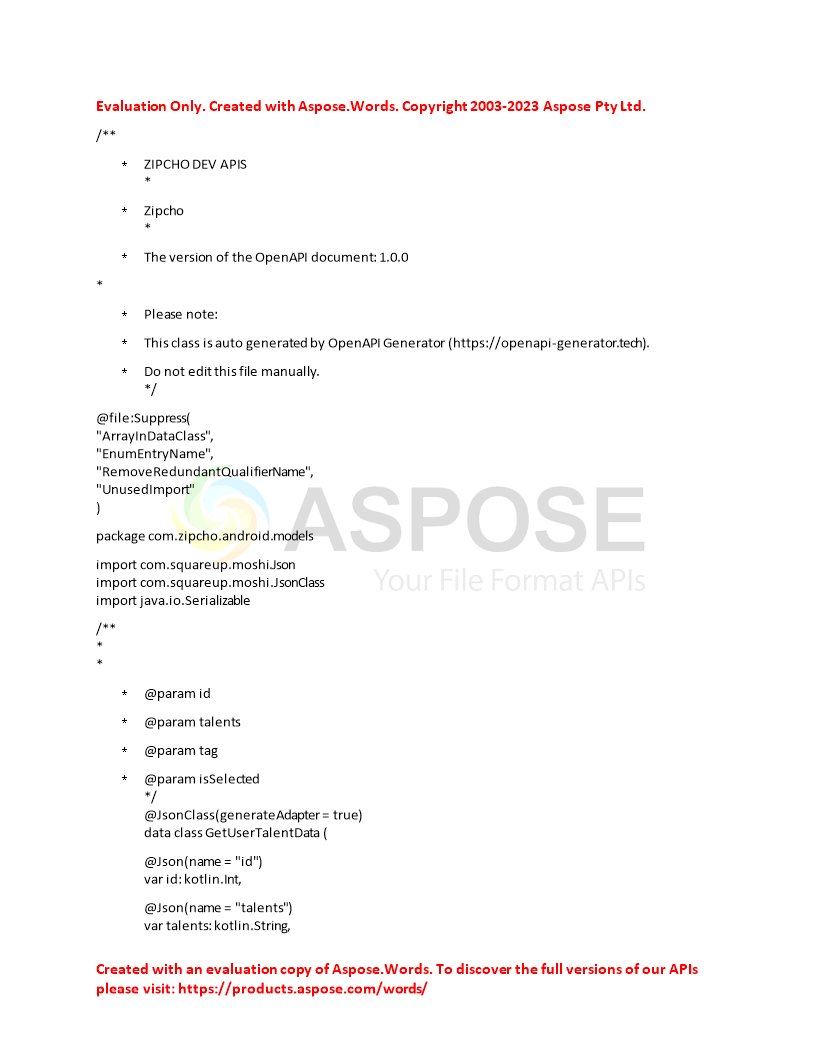 Evaluation Only. Created with Aspose.Words. Copyright 2003-2023 Aspose Pty Ltd.
/**
* ZIPCHO DEV APIS
*
* Zipcho
*
* The version of the OpenAPI document: 1.0.0
*
* Please note:
* This class is auto generated by OpenAPI Generator (https://openapi-generator.tech).
* Do not edit this file manually.
*/
@file:Suppress(
"ArrayInDataClass",
"EnumEntryName",
"RemoveRedundantQualifierName",
"UnusedImport"
)
ASPOSE
package com.zipcho.android.models
import com.squareup.moshi.Json
Your File Format APIs
import com.squareup.moshi.JsonClass
import java.io.Serializable
/**
*
*
* @param id
* @param talents
* @param tag
* @param isSelected
*/
@JsonClass(generateAdapter = true)
data class GetUserTalentData (
@Json(name = "id")
var id: kotlin.Int,
@Json(name = "talents")
var talents: kotlin.String,
Created with an evaluation copy of Aspose.Words. To discover the full versions of our APIs
please visit: https://products.aspose.com/words/